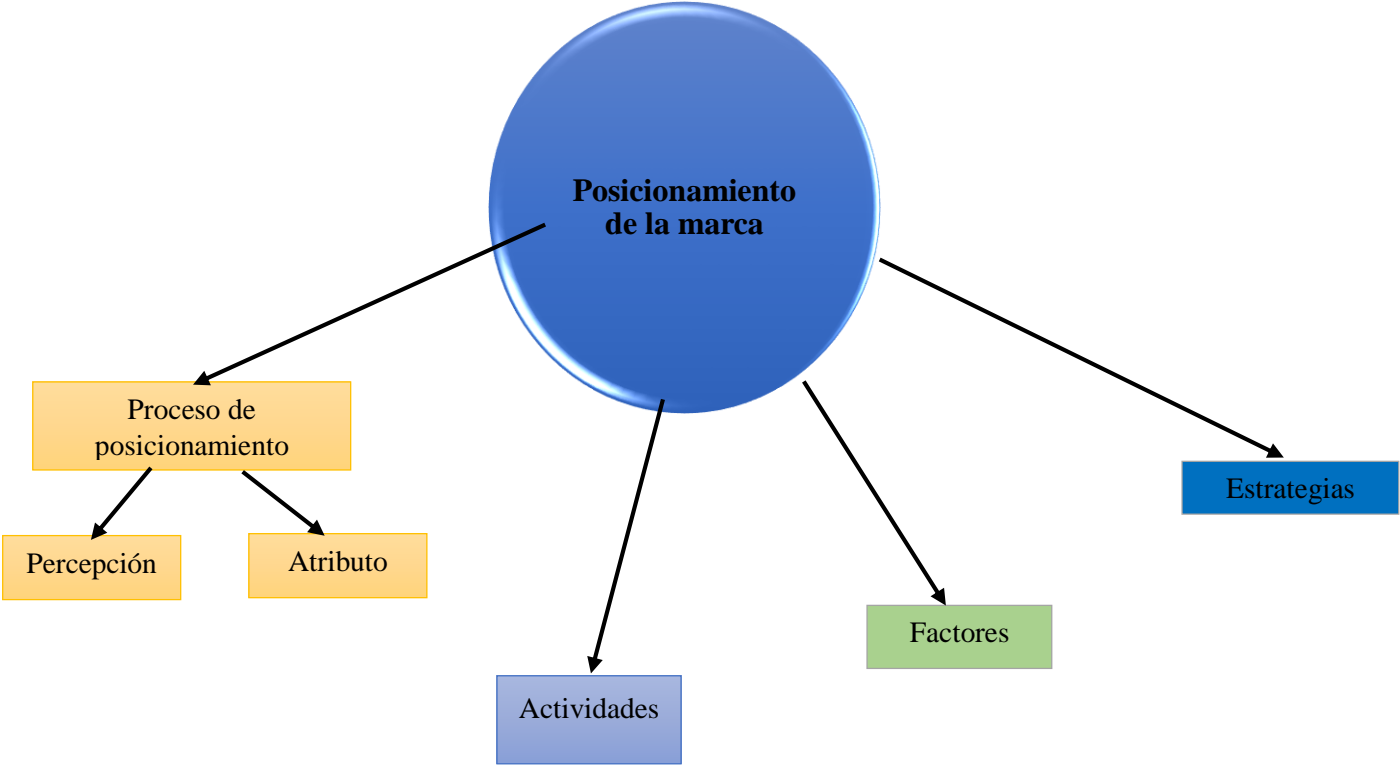 Posicionamiento
de la marca
Proceso de
posicionamiento
Percepción
Atributo
Actividades
Factores
Estrategias